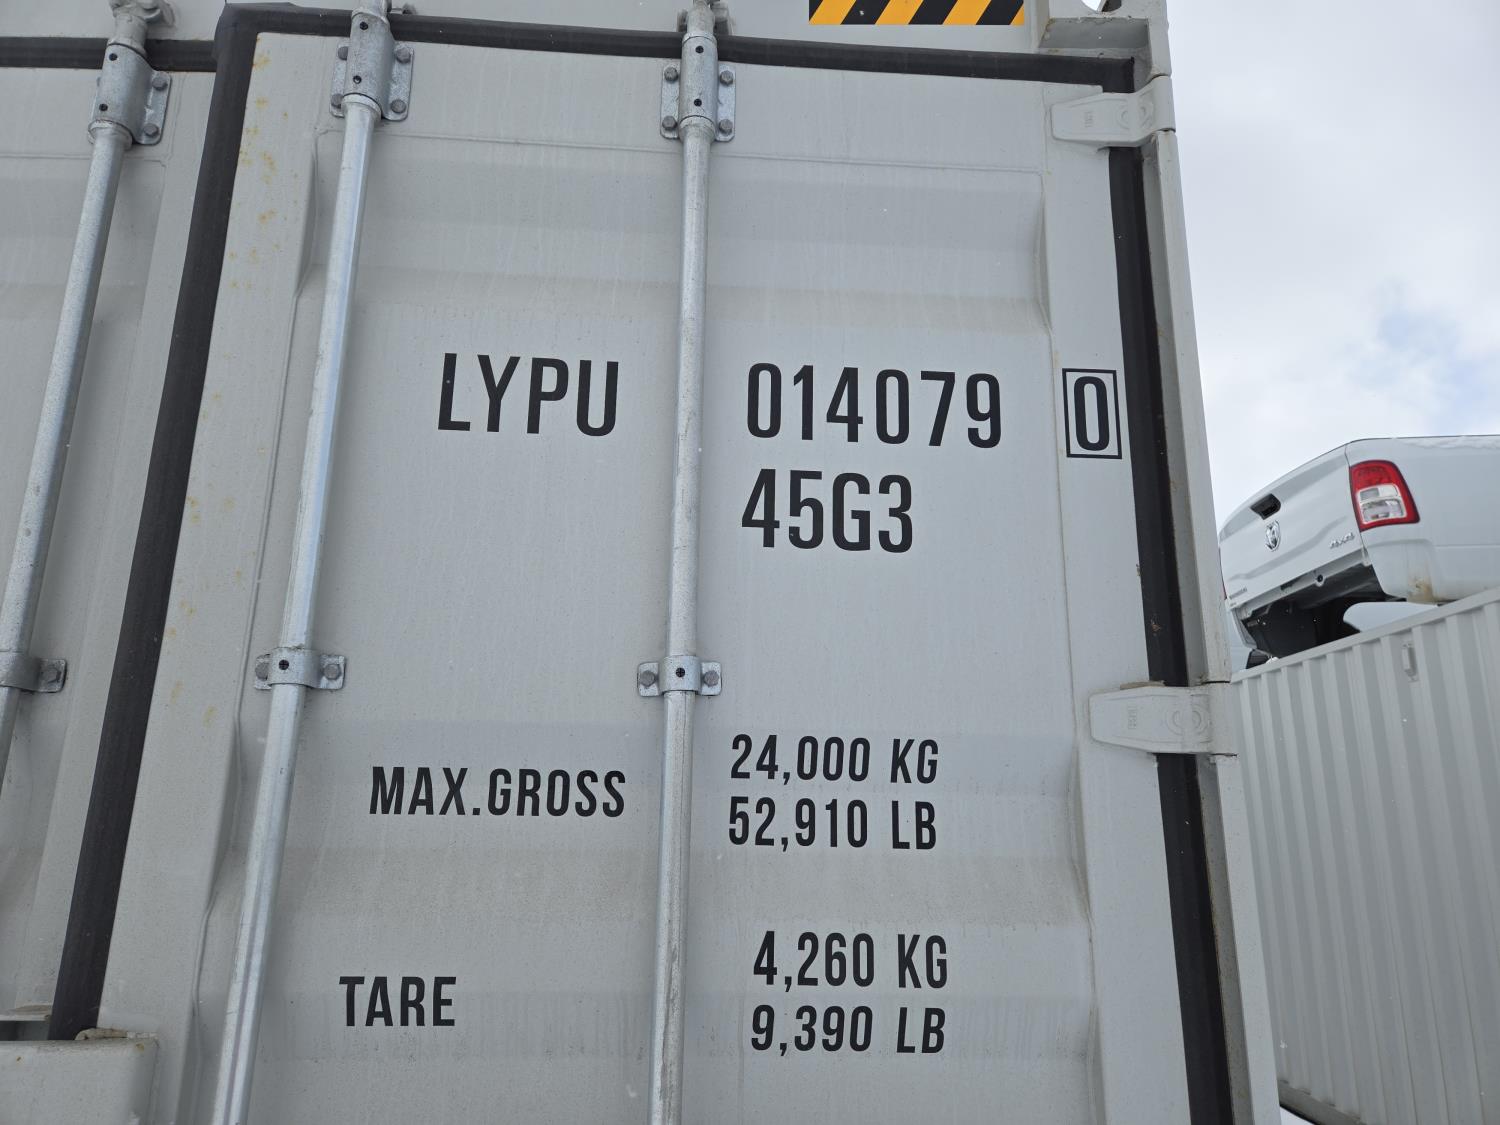 LYPU 014079 0
45G3
MAX.GROSS 24,000 KG
52,910 LB
TARE 4,260 KG
9,390 LB